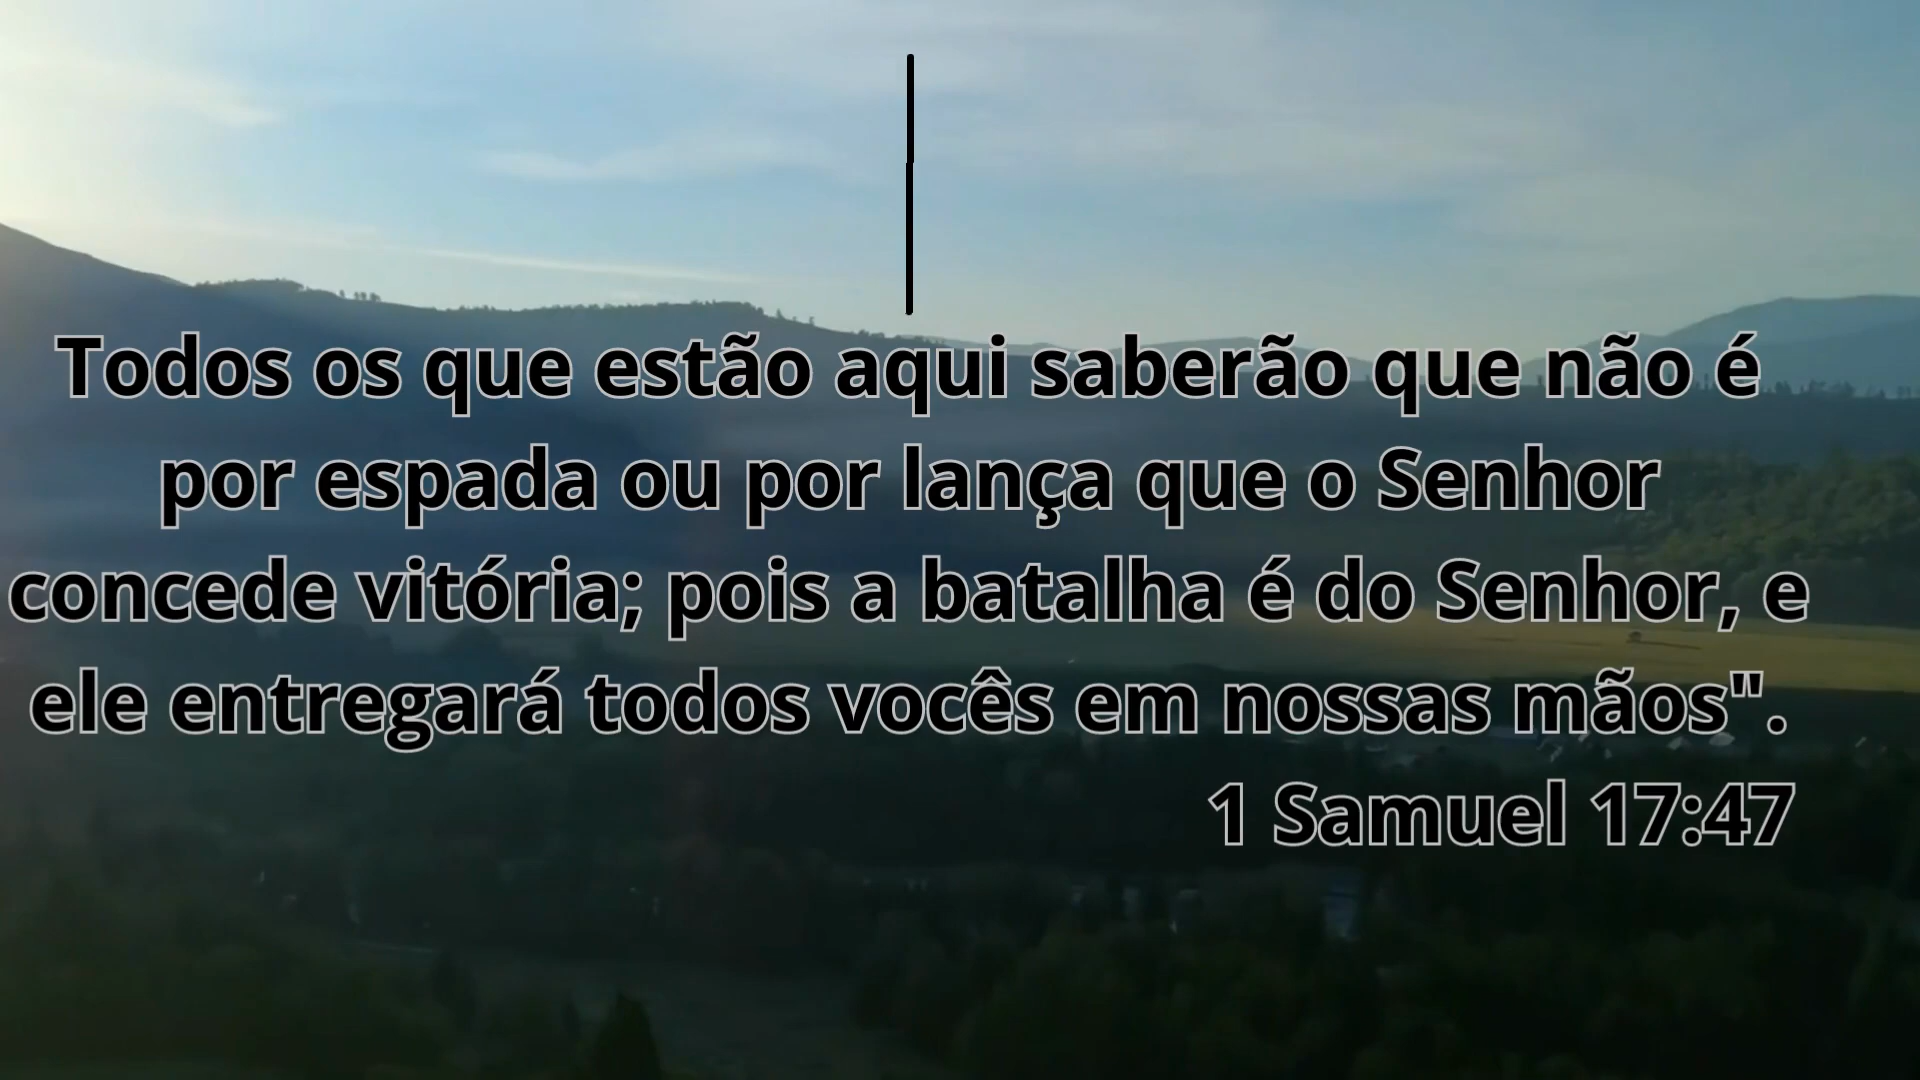 Todos os que estão aqui saberão que não é
por espada ou por lança que o Senhor
concede vitória; pois a batalha é do Senhor, e
ele entregará todos vocês em nossas mãos".
1 Samuel 17:47